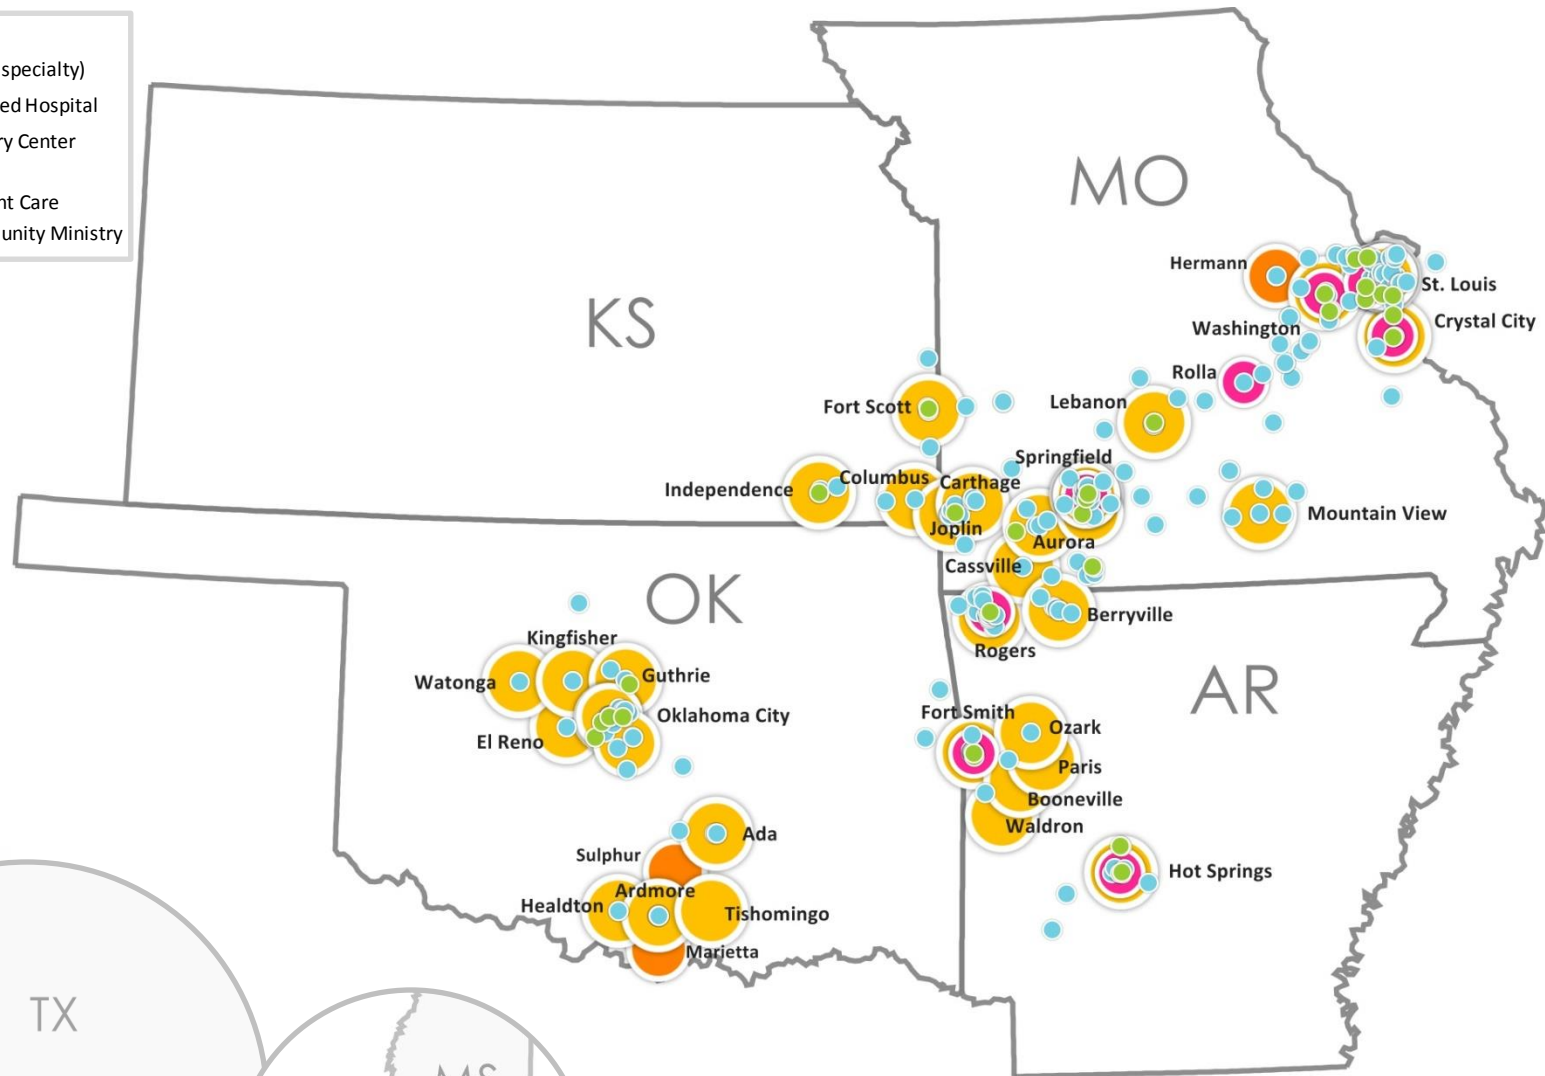 specialty)
ed Hospital
ry Center
nt Care
unity Ministry
MO
Hermann
St. Louis
Crystal City
Washington
KS
Rolla
Fort Scott
Lebanon
Springfield
Independence
Columbus
Carthage
Mountain View
Joplin
Aurora
Cassville
OK
Berryville
Kingfisher
Rogers
Guthrie
Watonga
AR
Oklahoma City
Fort Smith
Ozark
El Reno
Paris
Booneville
Waldron
Ada
Sulphur
Hot Springs
Ardmore
Healdton
Tishomingo
Marietta
TX
MS